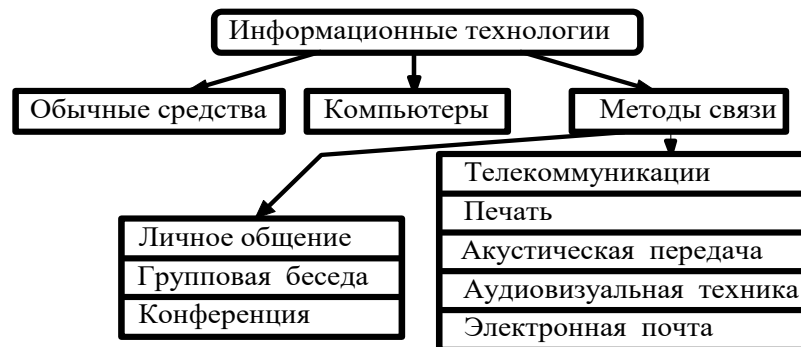 Информационные технологии
Обычные средства
Компьютеры
Методы связи
Личное общение
Групповая беседа
Конференция
Телекоммуникации
Печать
Акустическая передача
Аудиовизуальная техника
Электронная почта